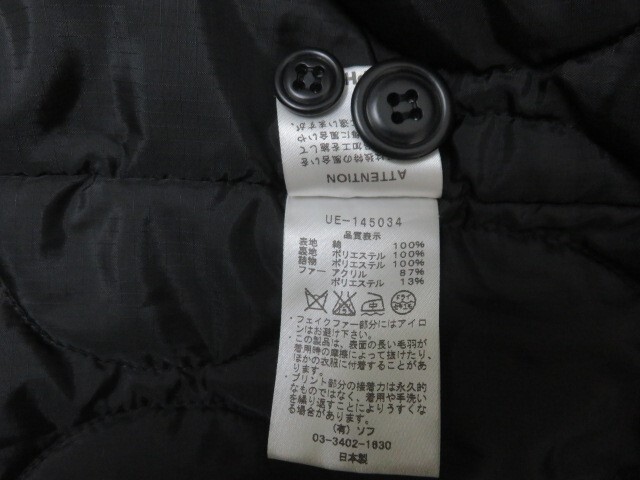 ATTENTION
UE-145034
品質表示
表地 綿 100%
裏地 ポリエステル 100%
詰物 ポリエステル 100%
ファー アクリル 87%
ポリエステル 13%
・フェイクファー部分にはアイロ
ンはお避け下さい。
・この製品は、表面の長い毛羽が
着用時の摩擦によって抜けたり、
ほかの衣服に付着することがあ
ります。
・プリント部分の接着力は永久的
なものではなく、着用や手洗い
を繰り返すことによりうすくな
る場合があります。
(有)ソフ
03-3402-1630
日本製